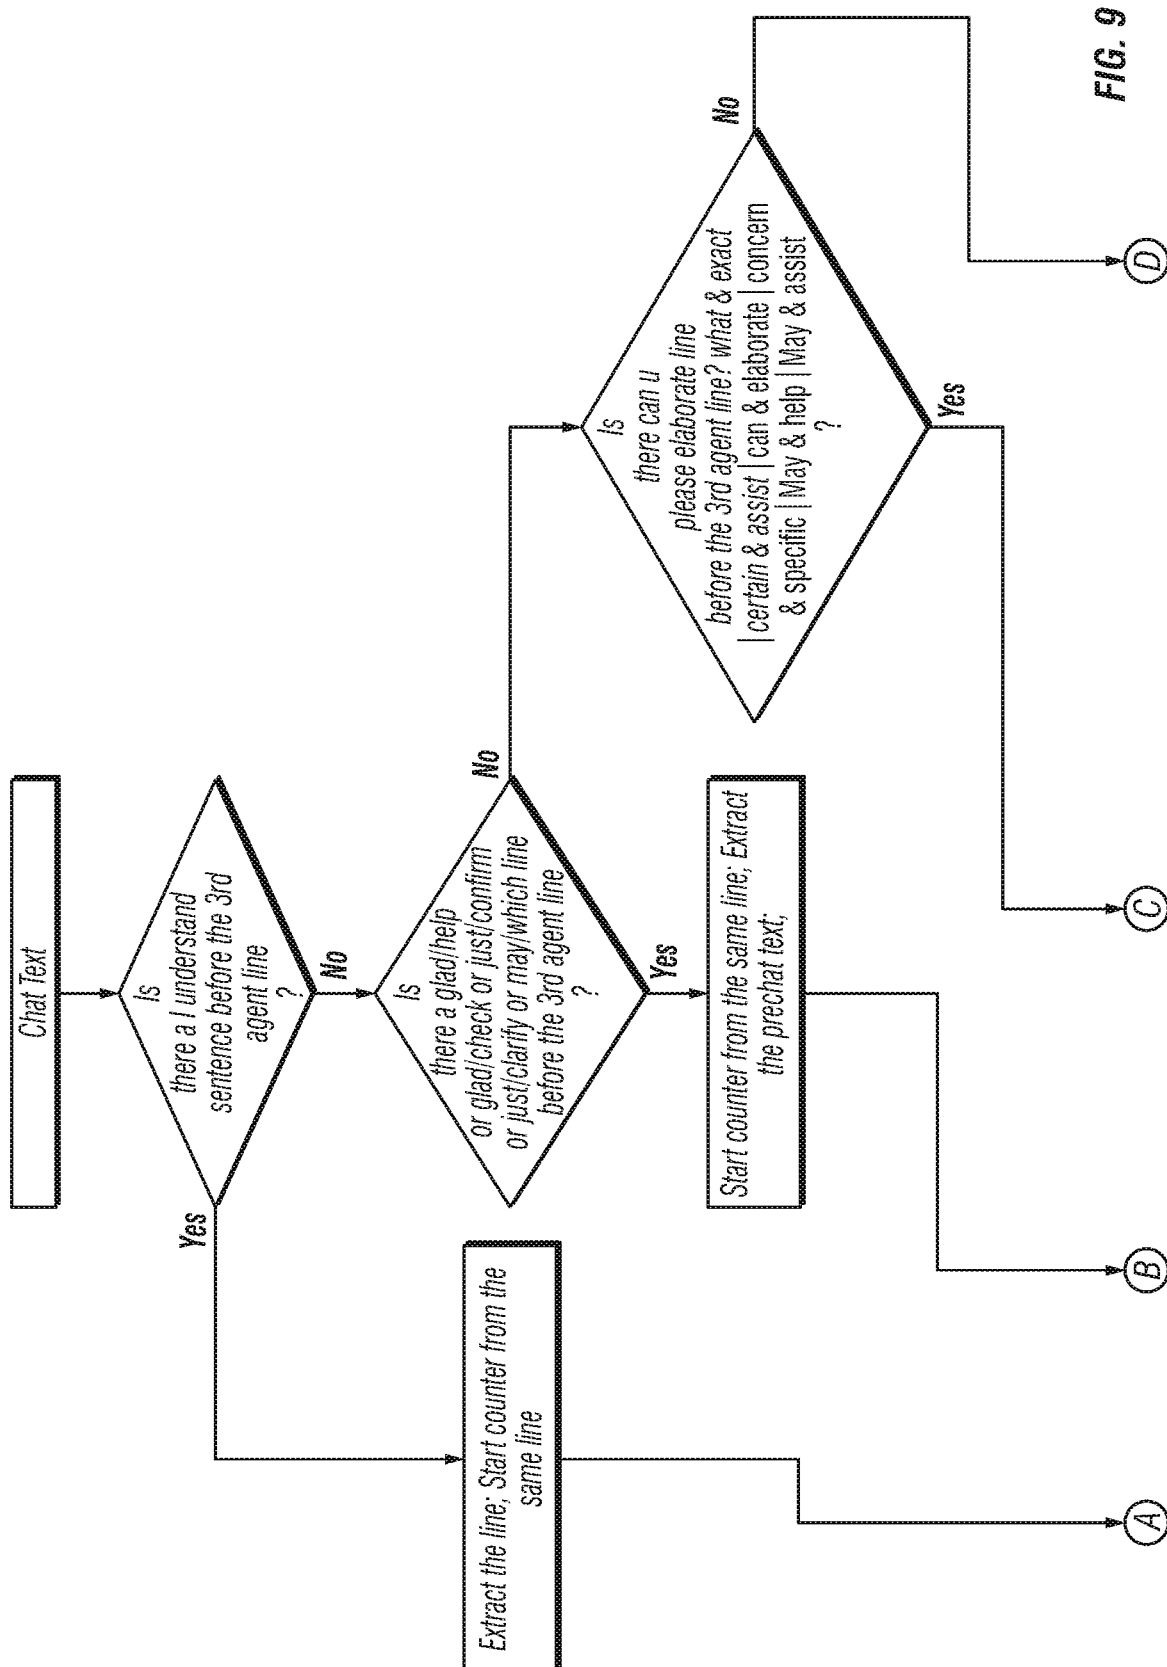 Chat Text
Is
there a I understand
sentence before the 3rd
agent line
?
Yes
No
Extract the line; Start counter from the
same line
Is
there a glad/help
or glad/check or just/confirm
or just/clarify or may/which line
before the 3rd agent line
?
No
Yes
Start counter from the same line; Extract
the prechat text;
Is
there can u
please elaborate line
before the 3rd agent line? what & exact
| certain & assist | can & elaborate | concern
& specific | May & help | May & assist
?
No
Yes
A
B
C
D
FIG. 9